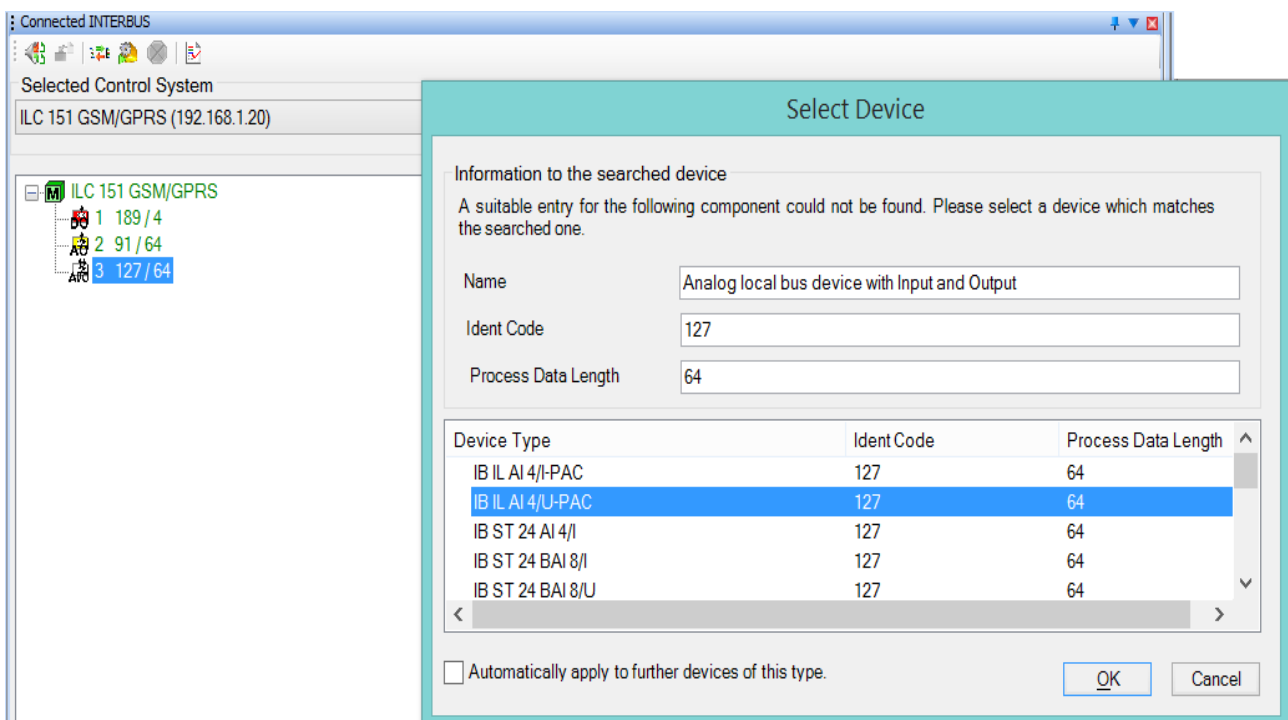 Connected INTERBUS
Selected Control System
ILC 151 GSM/GPRS (192.168.1.20)
M ILC 151 GSM/GPRS
1 189 / 4
2 91 / 64
3 127 / 64
Select Device
Information to the searched device
A suitable entry for the following component could not be found. Please select a device which matches
the searched one.
Name Analog local bus device with Input and Output
Ident Code 127
Process Data Length 64
Device Type Ident Code Process Data Length
IB IL AI 4/I-PAC 127 64
IB IL AI 4/U-PAC 127 64
IB ST 24 AI 4/I 127 64
IB ST 24 BAI 8/I 127 64
IB ST 24 BAI 8/U 127 64
Automatically apply to further devices of this type.
OK Cancel